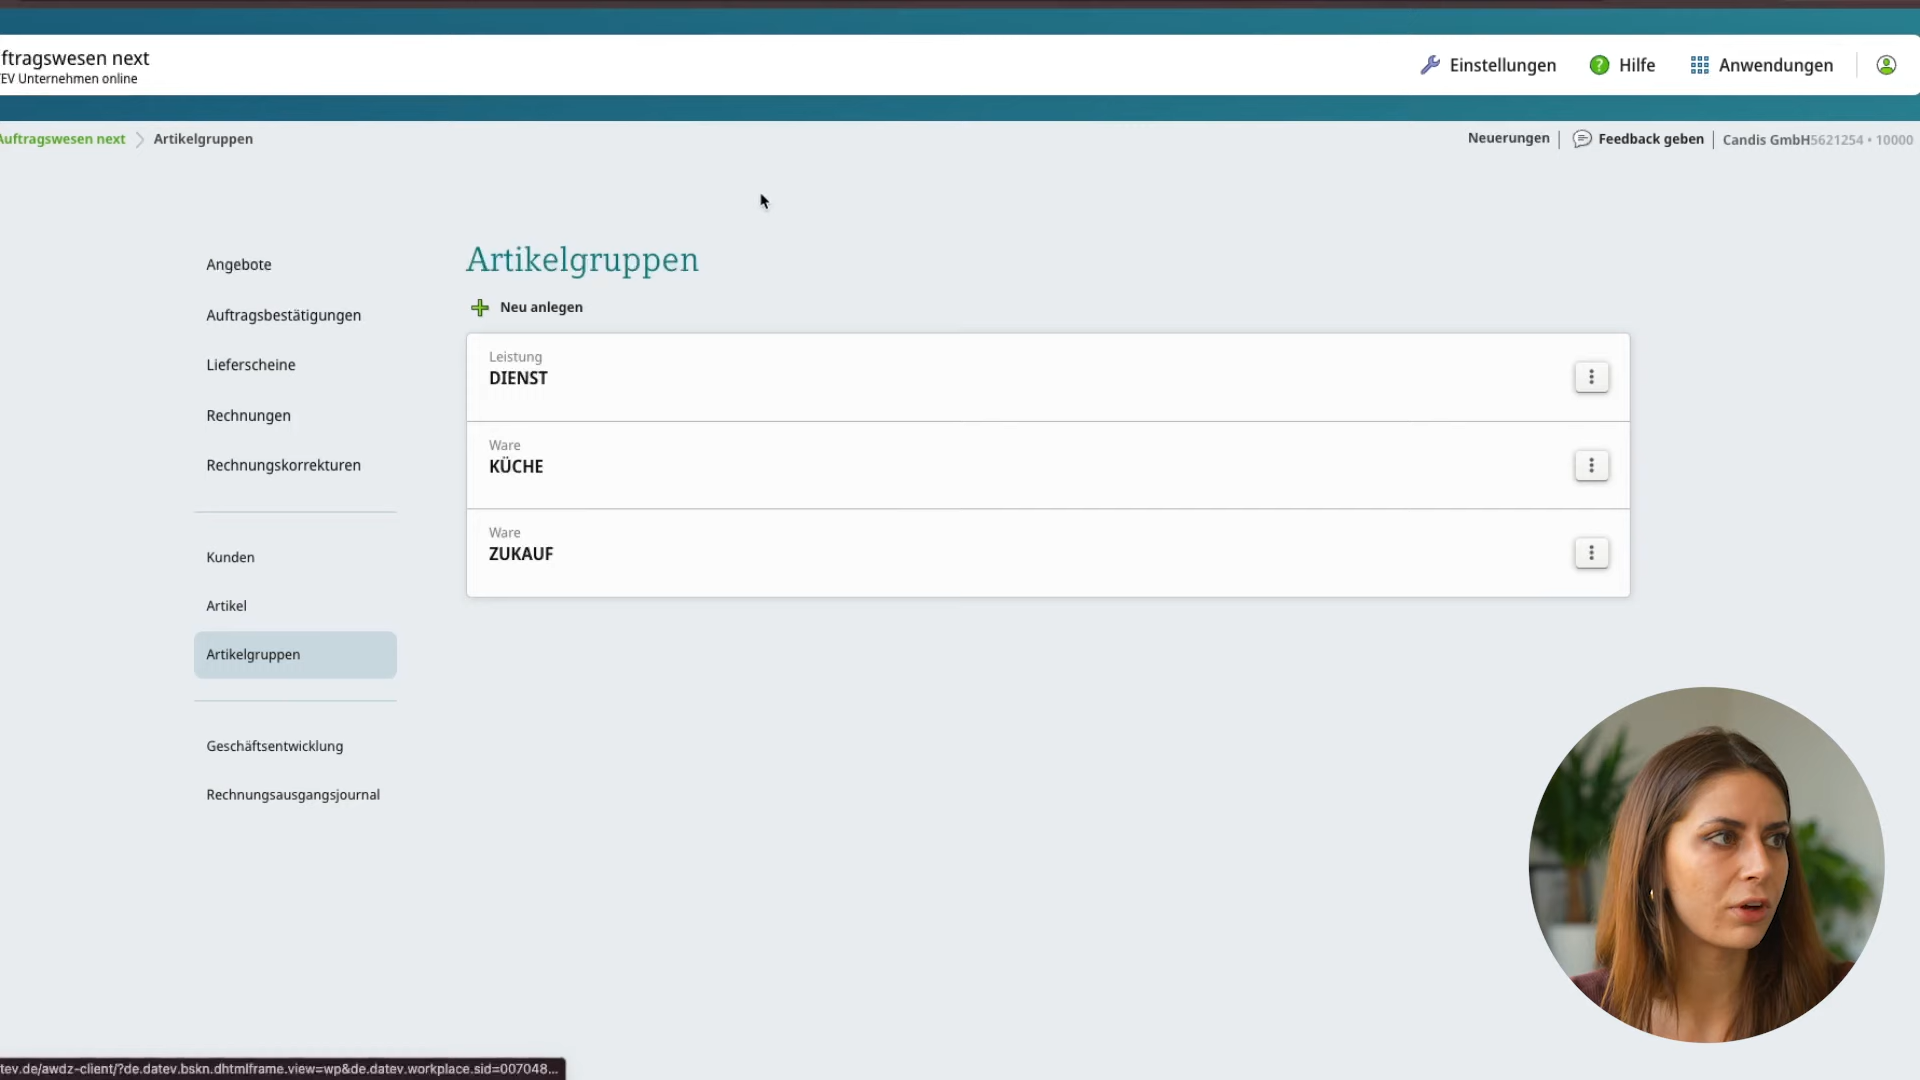 ftragswesen next
EV Unternehmen online
Einstellungen
Hilfe
Anwendungen
Auftragswesen next
Artikelgruppen
Neuerungen
Feedback geben
Candis GmbH5621254 • 10000
Angebote
Auftragsbestätigungen
Lieferscheine
Rechnungen
Rechnungskorrekturen
Kunden
Artikel
Artikelgruppen
Geschäftsentwicklung
Rechnungsausgangsjournal
Artikelgruppen
Neu anlegen
Leistung
DIENST
Ware
KÜCHE
Ware
ZUKAUF
tev.de/awdz-client/?de.datev.bskn.dhtmlframe.view=wp&de.datev.workplace.sid=007048...